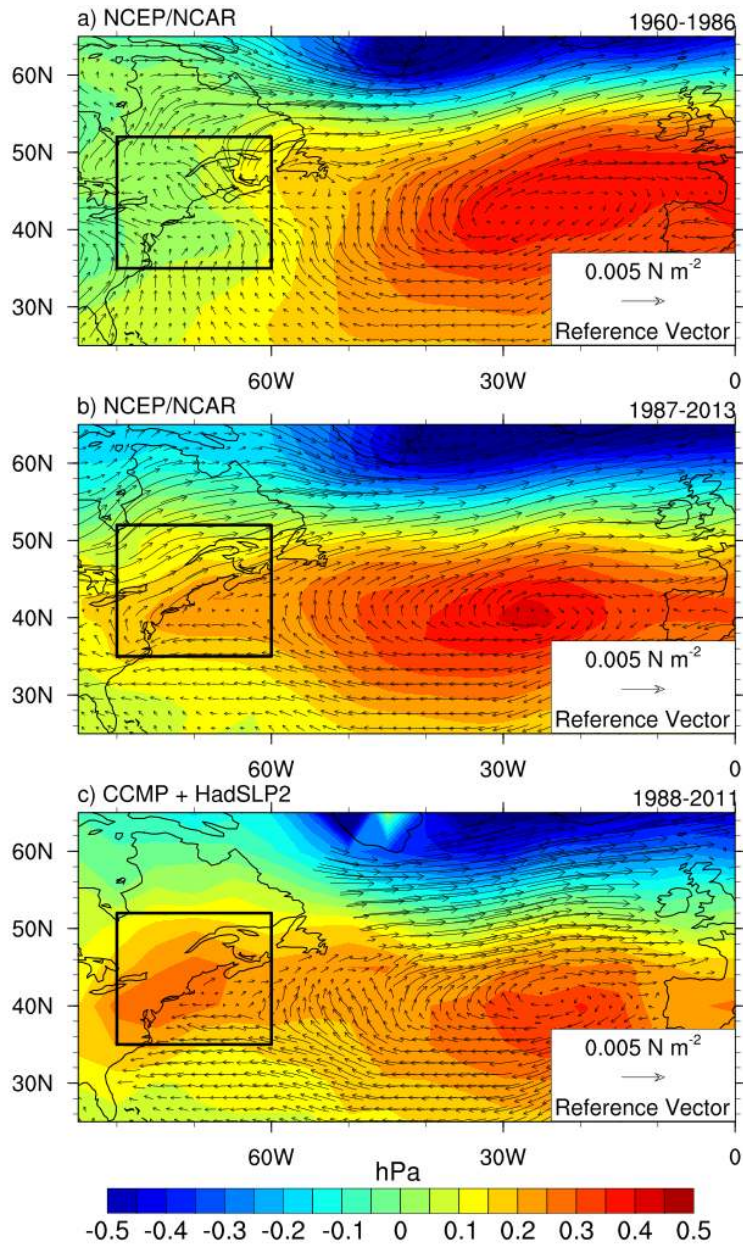 a) NCEP/NCAR 1960-1986
60N
50N
40N
30N
0.005 N m-2
Reference Vector
60W 30W 0
b) NCEP/NCAR 1987-2013
60N
50N
40N
30N
0.005 N m-2
Reference Vector
60W 30W 0
c) CCMP + HadSLP2 1988-2011
60N
50N
40N
30N
0.005 N m-2
Reference Vector
60W 30W 0
hPa
-0.5 -0.4 -0.3 -0.2 -0.1 0 0.1 0.2 0.3 0.4 0.5